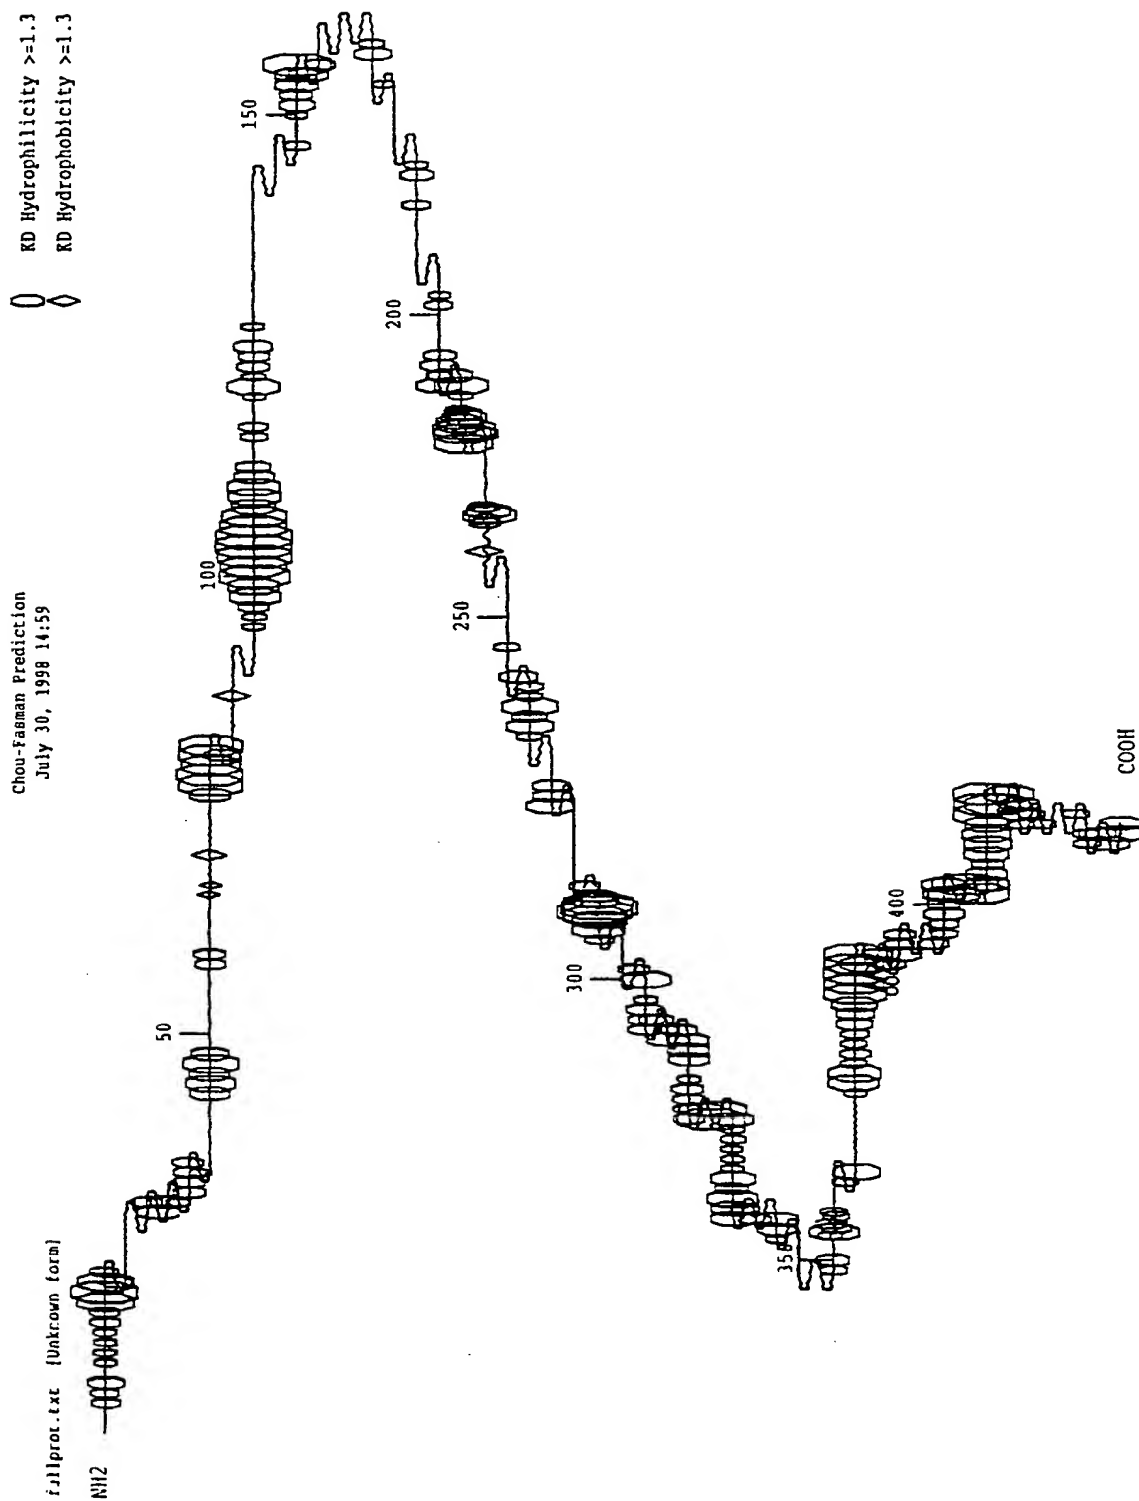 KD Hydrophilicity >=1.3
KD Hydrophobicity >=1.3
Chou-Fasman Prediction
July 30, 1998 14:59
fullprot.txt [Unknown form]
NH2
50
100
150
200
250
300
350
400
COOH